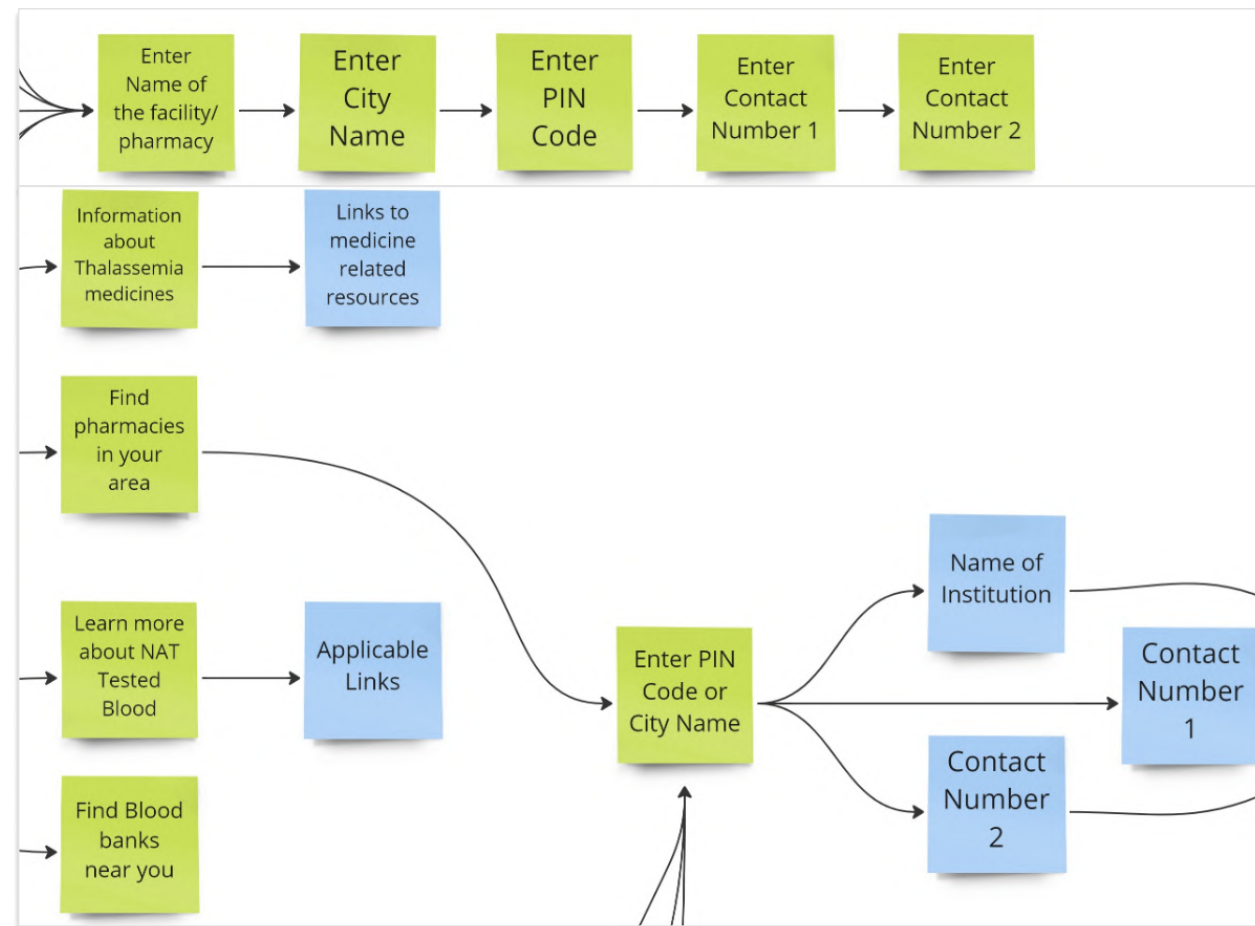 Enter
Name of
the facility/
pharmacy
Enter
City
Name
Enter
PIN
Code
Enter
Contact
Number 1
Enter
Contact
Number 2
Information
about
Thalassemia
medicines
Links to
medicine
related
resources
Find
pharmacies
in your
area
Learn more
about NAT
Tested
Blood
Applicable
Links
Find Blood
banks
near you
Enter PIN
Code or
City Name
Name of
Institution
Contact
Number
1
Contact
Number
2